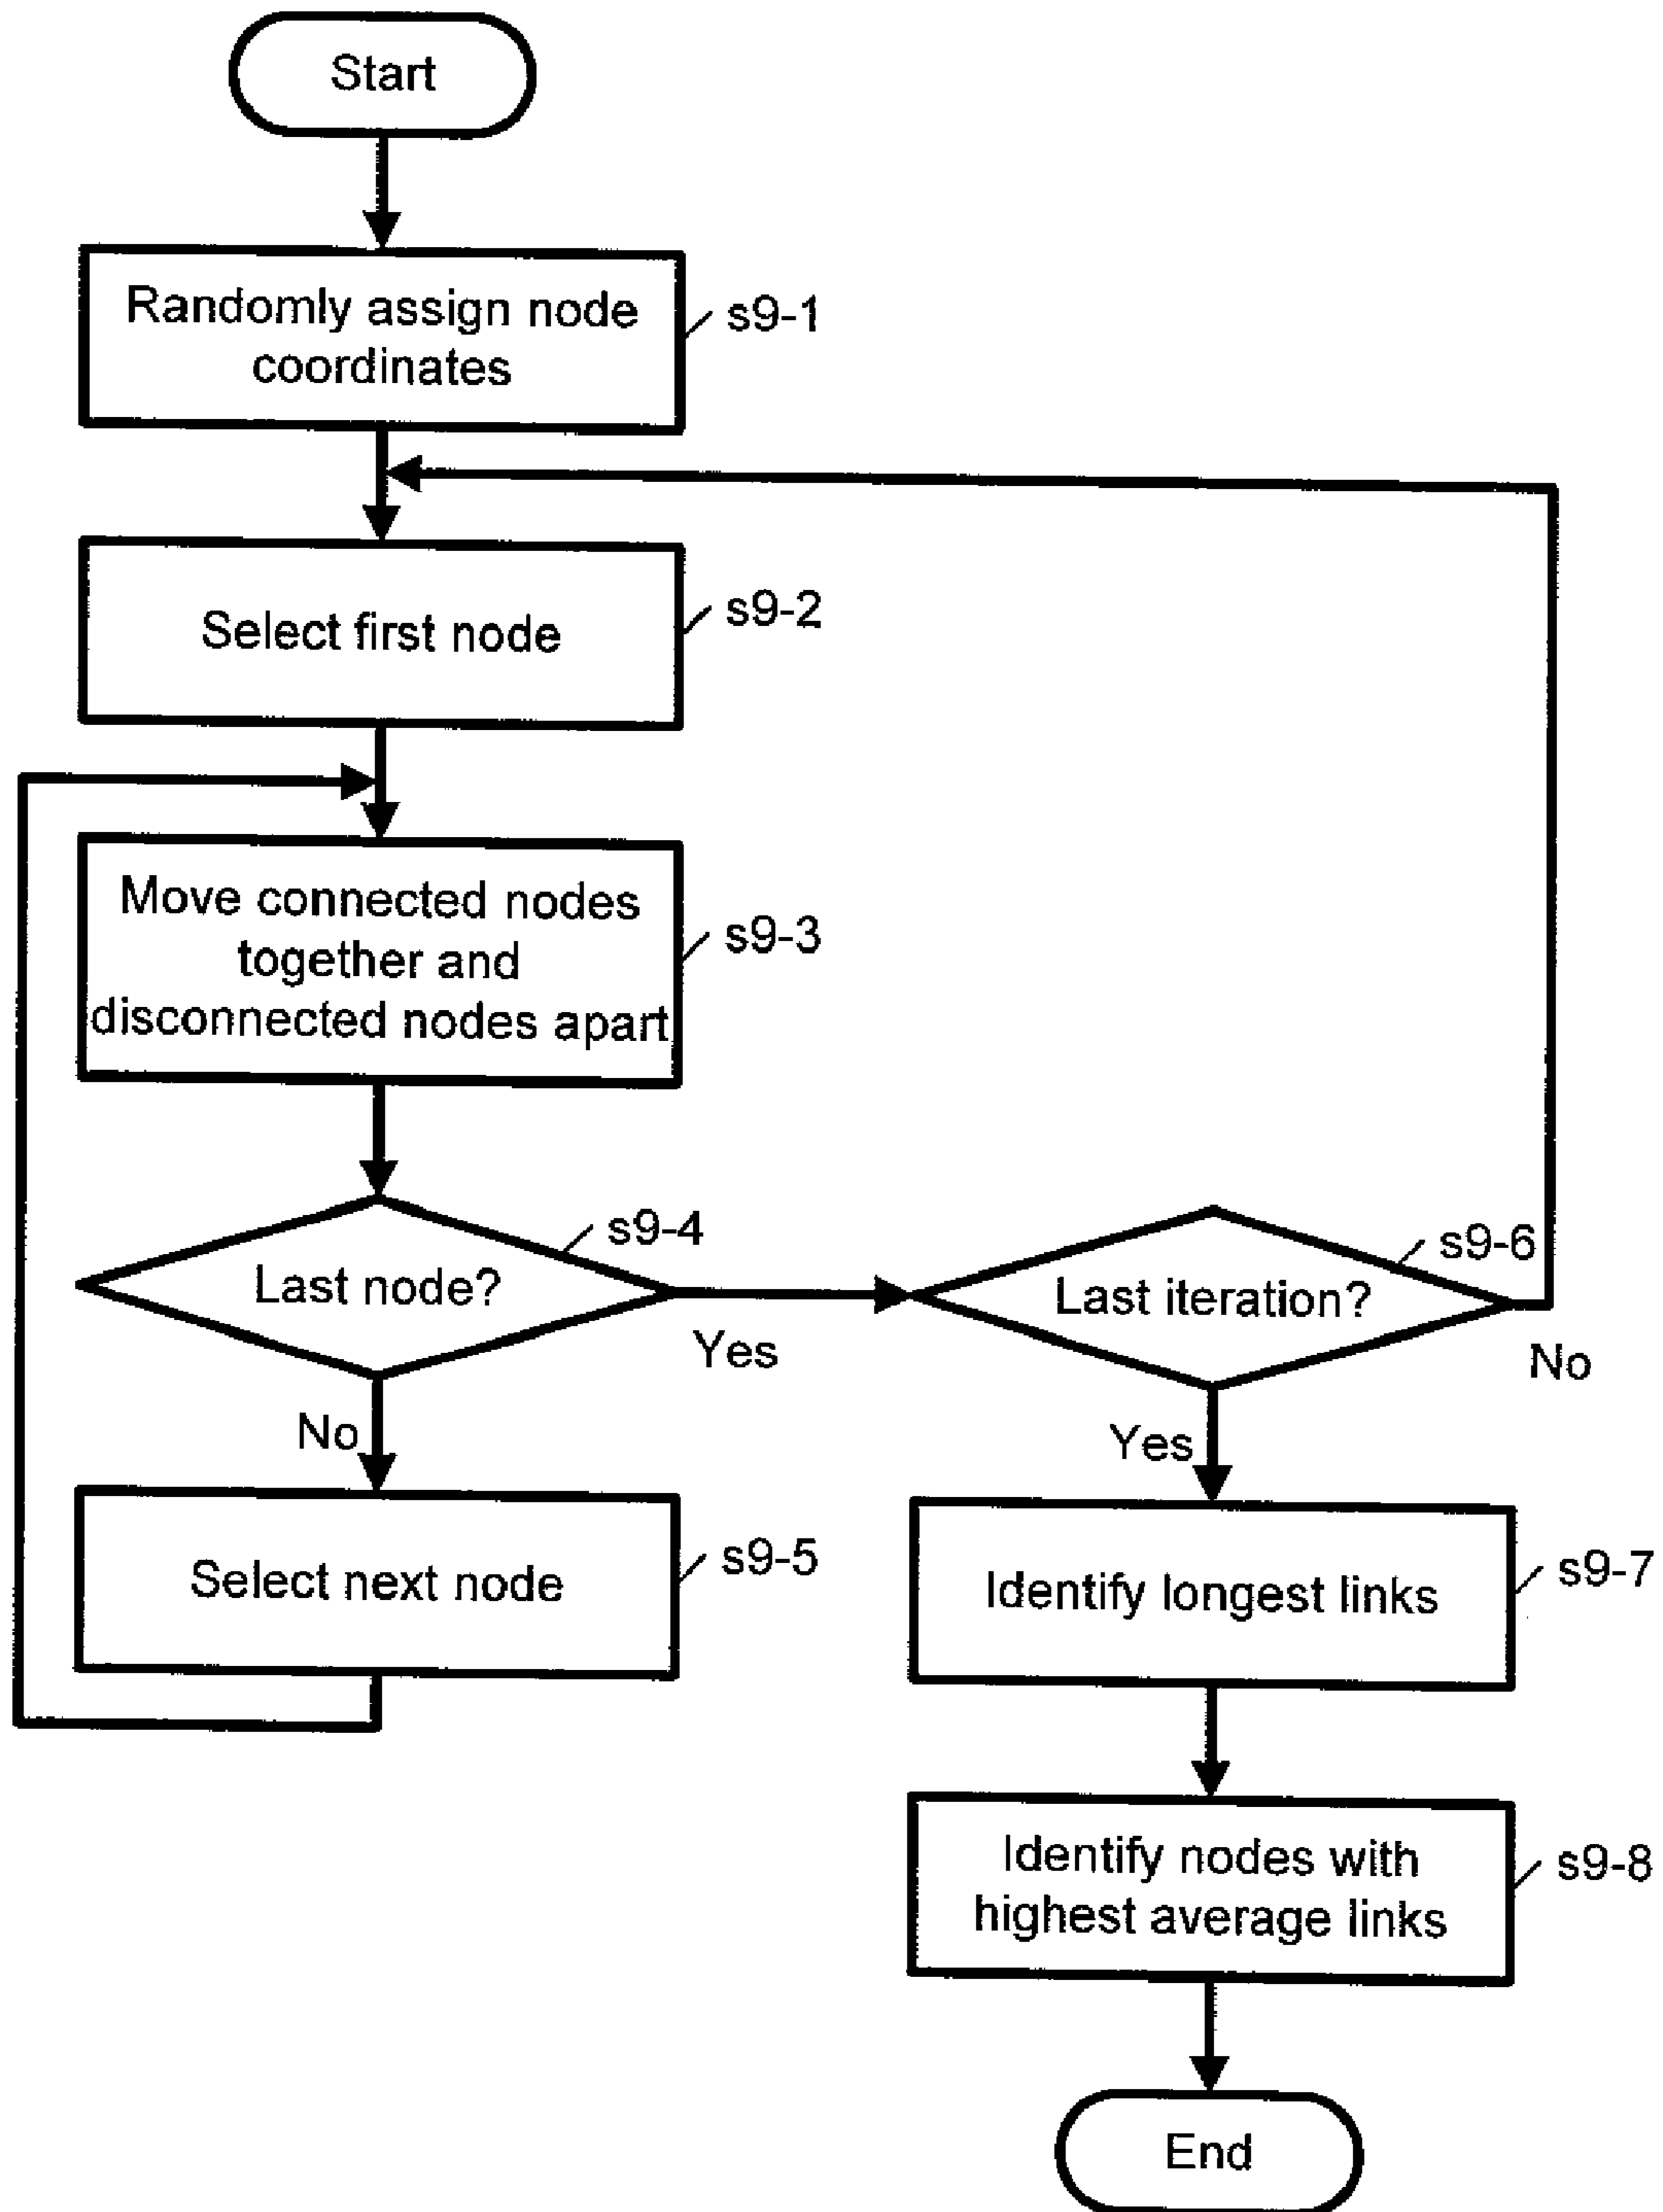 Start
Randomly assign node
coordinates
s9-1
Select first node
s9-2
Move connected nodes
together and
disconnected nodes apart
s9-3
Last node?
s9-4
Yes
No
Select next node
s9-5
Last iteration?
s9-6
No
Yes
Identify longest links
s9-7
Identify nodes with
highest average links
s9-8
End